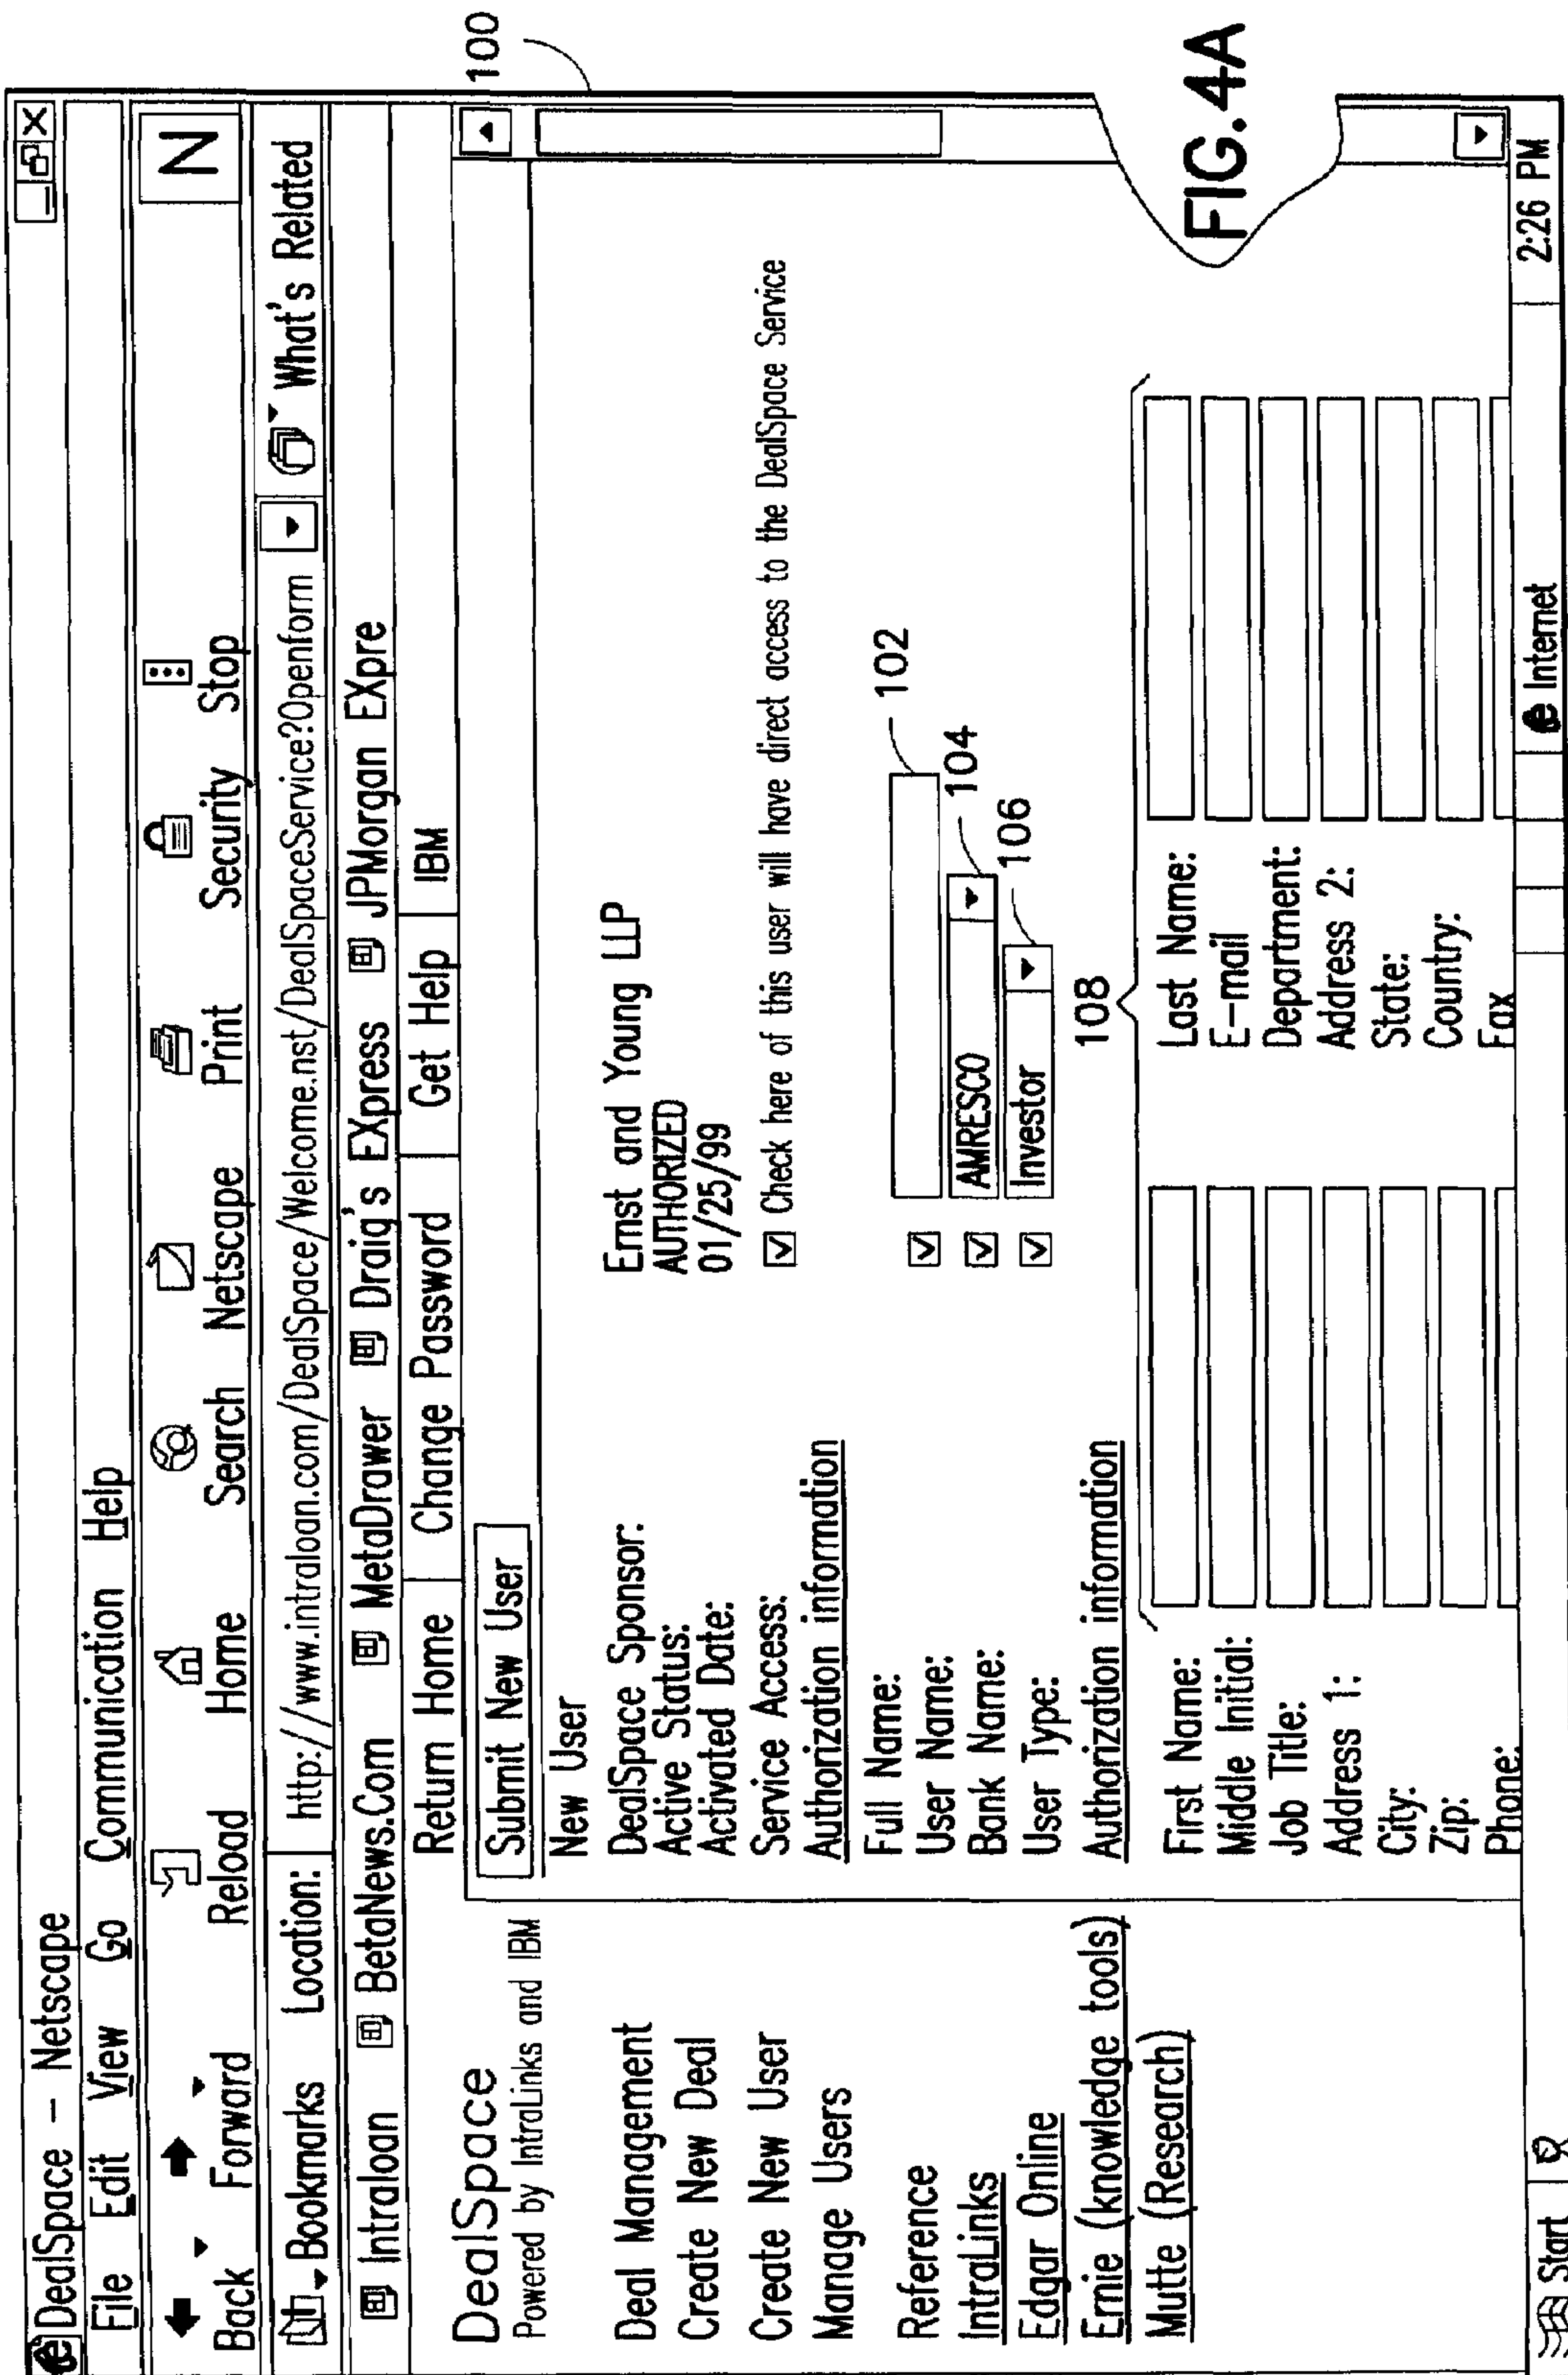 DealSpace – Netscape
File Edit View Go Communication Help
Back Forward Reload Home Search Netscape Print Security Stop
N
Bookmarks Location: http://www.intraloan.com/DealSpace/Welcome.nst/DealSpaceService?Openform What's Related
Intraloan BetaNews.Com MetaDrawer Draig's EXpress JPMorgan EXpre
Return Home Change Password Get Help IBM
100
DealSpace
Powered by IntraLinks and IBM
Deal Management
Create New Deal
Create New User
Manage Users
Reference
IntraLinks
Edgar Online
Ernie (knowledge tools)
Mutte (Research)
Submit New User
New User
DealSpace Sponsor: Ernst and Young LLP
Active Status: AUTHORIZED
Activated Date: 01/25/99
Service Access: Check here of this user will have direct access to the DealSpace Service
Authorization information
Full Name: 102
User Name:
Bank Name: AMRESCO 104
User Type: Investor 106
Authorization information
108
First Name: Last Name:
Middle Initial: E-mail
Job Title: Department:
Address 1: Address 2:
City: State:
Zip: Country:
Phone: Fax
Start Internet 2:26 PM
FIG.4A